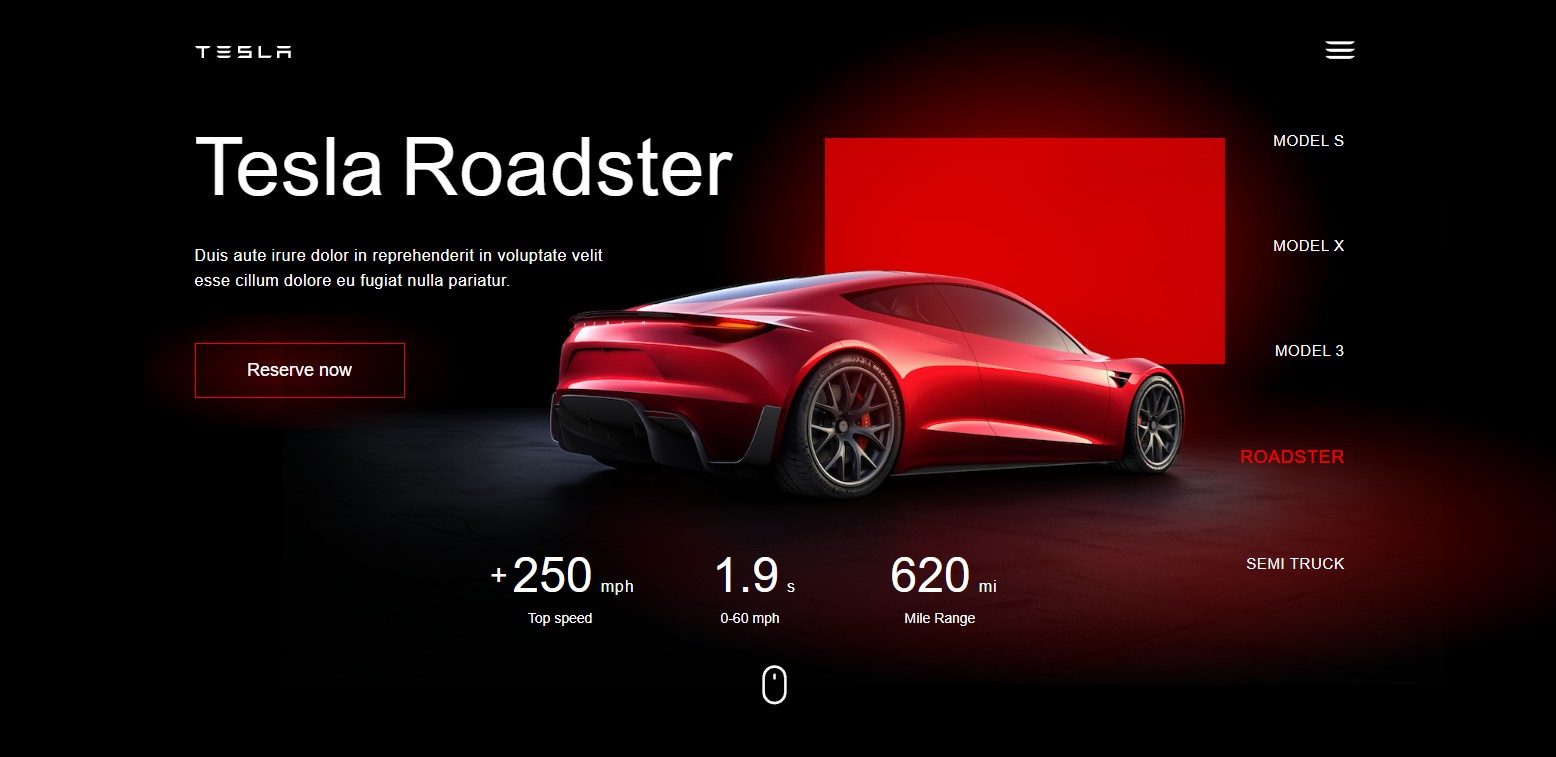 TESLA
Tesla Roadster
Duis aute irure dolor in reprehenderit in voluptate velit
esse cillum dolore eu fugiat nulla pariatur.
Reserve now
MODEL S
MODEL X
MODEL 3
ROADSTER
SEMI TRUCK
+250 mph
Top speed
1.9 s
0-60 mph
620 mi
Mile Range